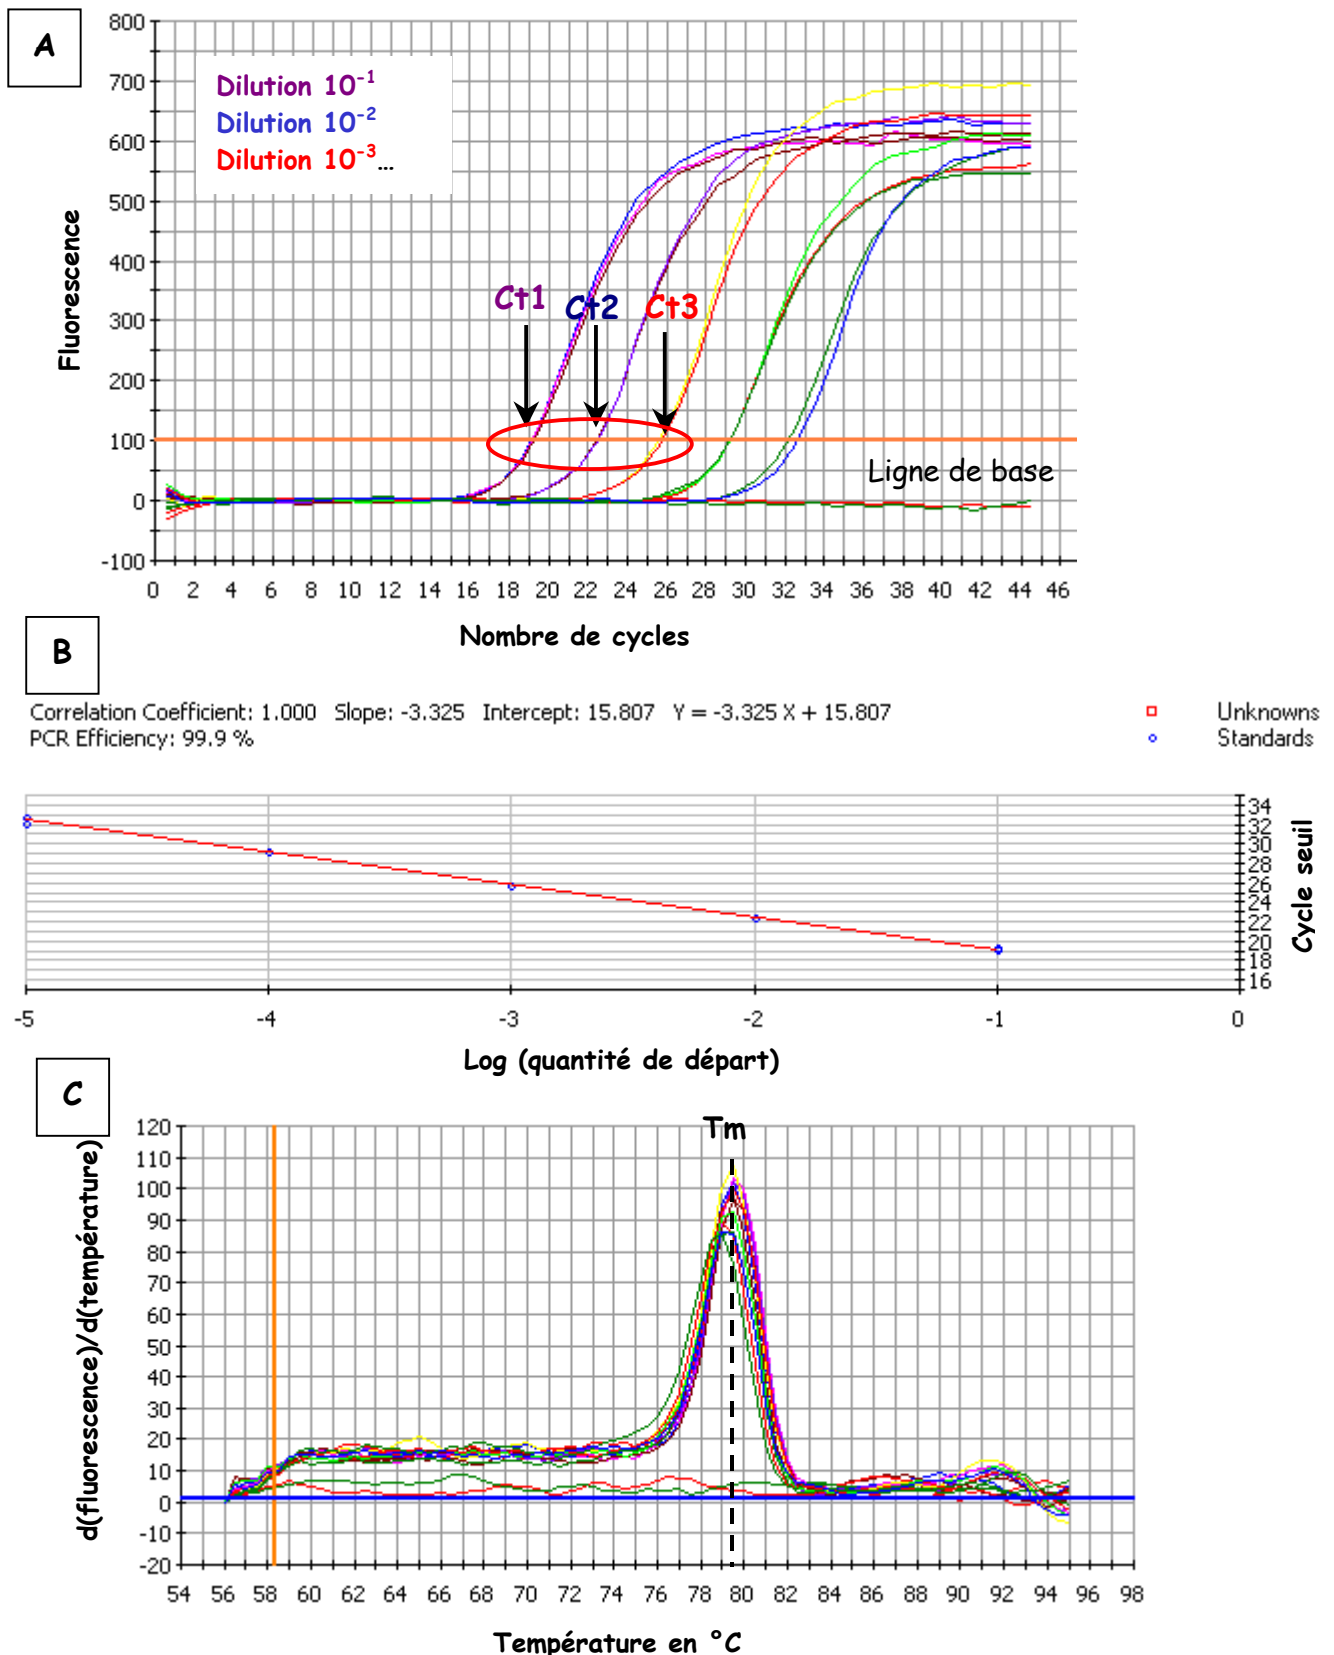 A
800
700
600
500
400
300
200
100
0
-100
Fluorescence
Dilution 10⁻¹
Dilution 10⁻²
Dilution 10⁻³...
Ct1 Ct2 Ct3
Ligne de base
0 2 4 6 8 10 12 14 16 18 20 22 24 26 28 30 32 34 36 38 40 42 44 46
Nombre de cycles
B
Correlation Coefficient: 1.000 Slope: -3.325 Intercept: 15.807 Y = -3.325 X + 15.807
PCR Efficiency: 99.9 %
Unknowns
Standards
34
32
30
28
26
24
22
20
18
16
Cycle seuil
-5 -4 -3 -2 -1 0
Log (quantité de départ)
C
Tm
120
110
100
90
80
70
60
50
40
30
20
10
0
-10
-20
d(fluorescence)/d(température)
54 56 58 60 62 64 66 68 70 72 74 76 78 80 82 84 86 88 90 92 94 96 98
Température en °C